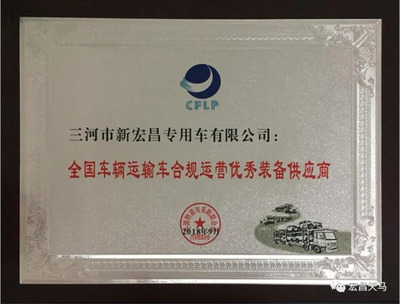 CFLP
三河市新宏昌专用车有限公司：
全国车辆运输车合规运营优秀装备供应商
2018年9月
宏昌天马